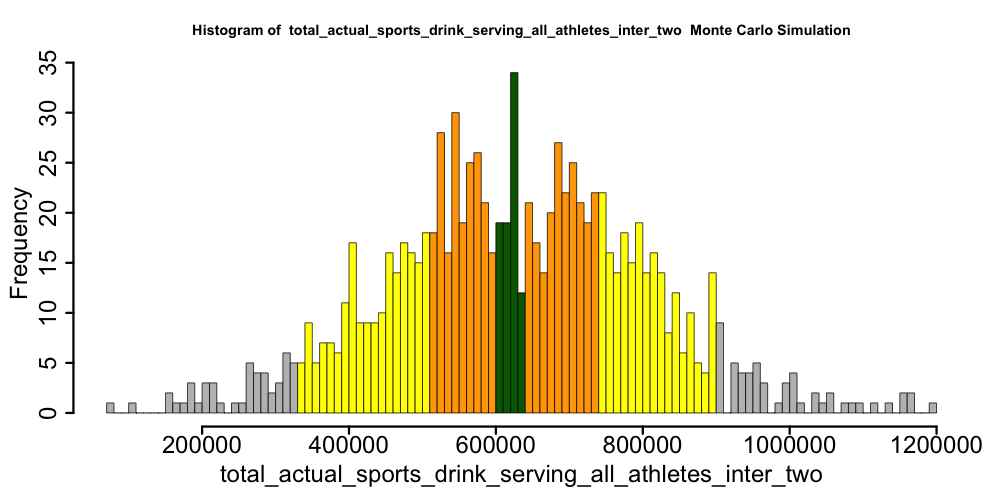 Histogram of total_actual_sports_drink_serving_all_athletes_inter_two Monte Carlo Simulation
35
30
25
20
15
10
5
0
Frequency
200000 400000 600000 800000 1000000 1200000
total_actual_sports_drink_serving_all_athletes_inter_two